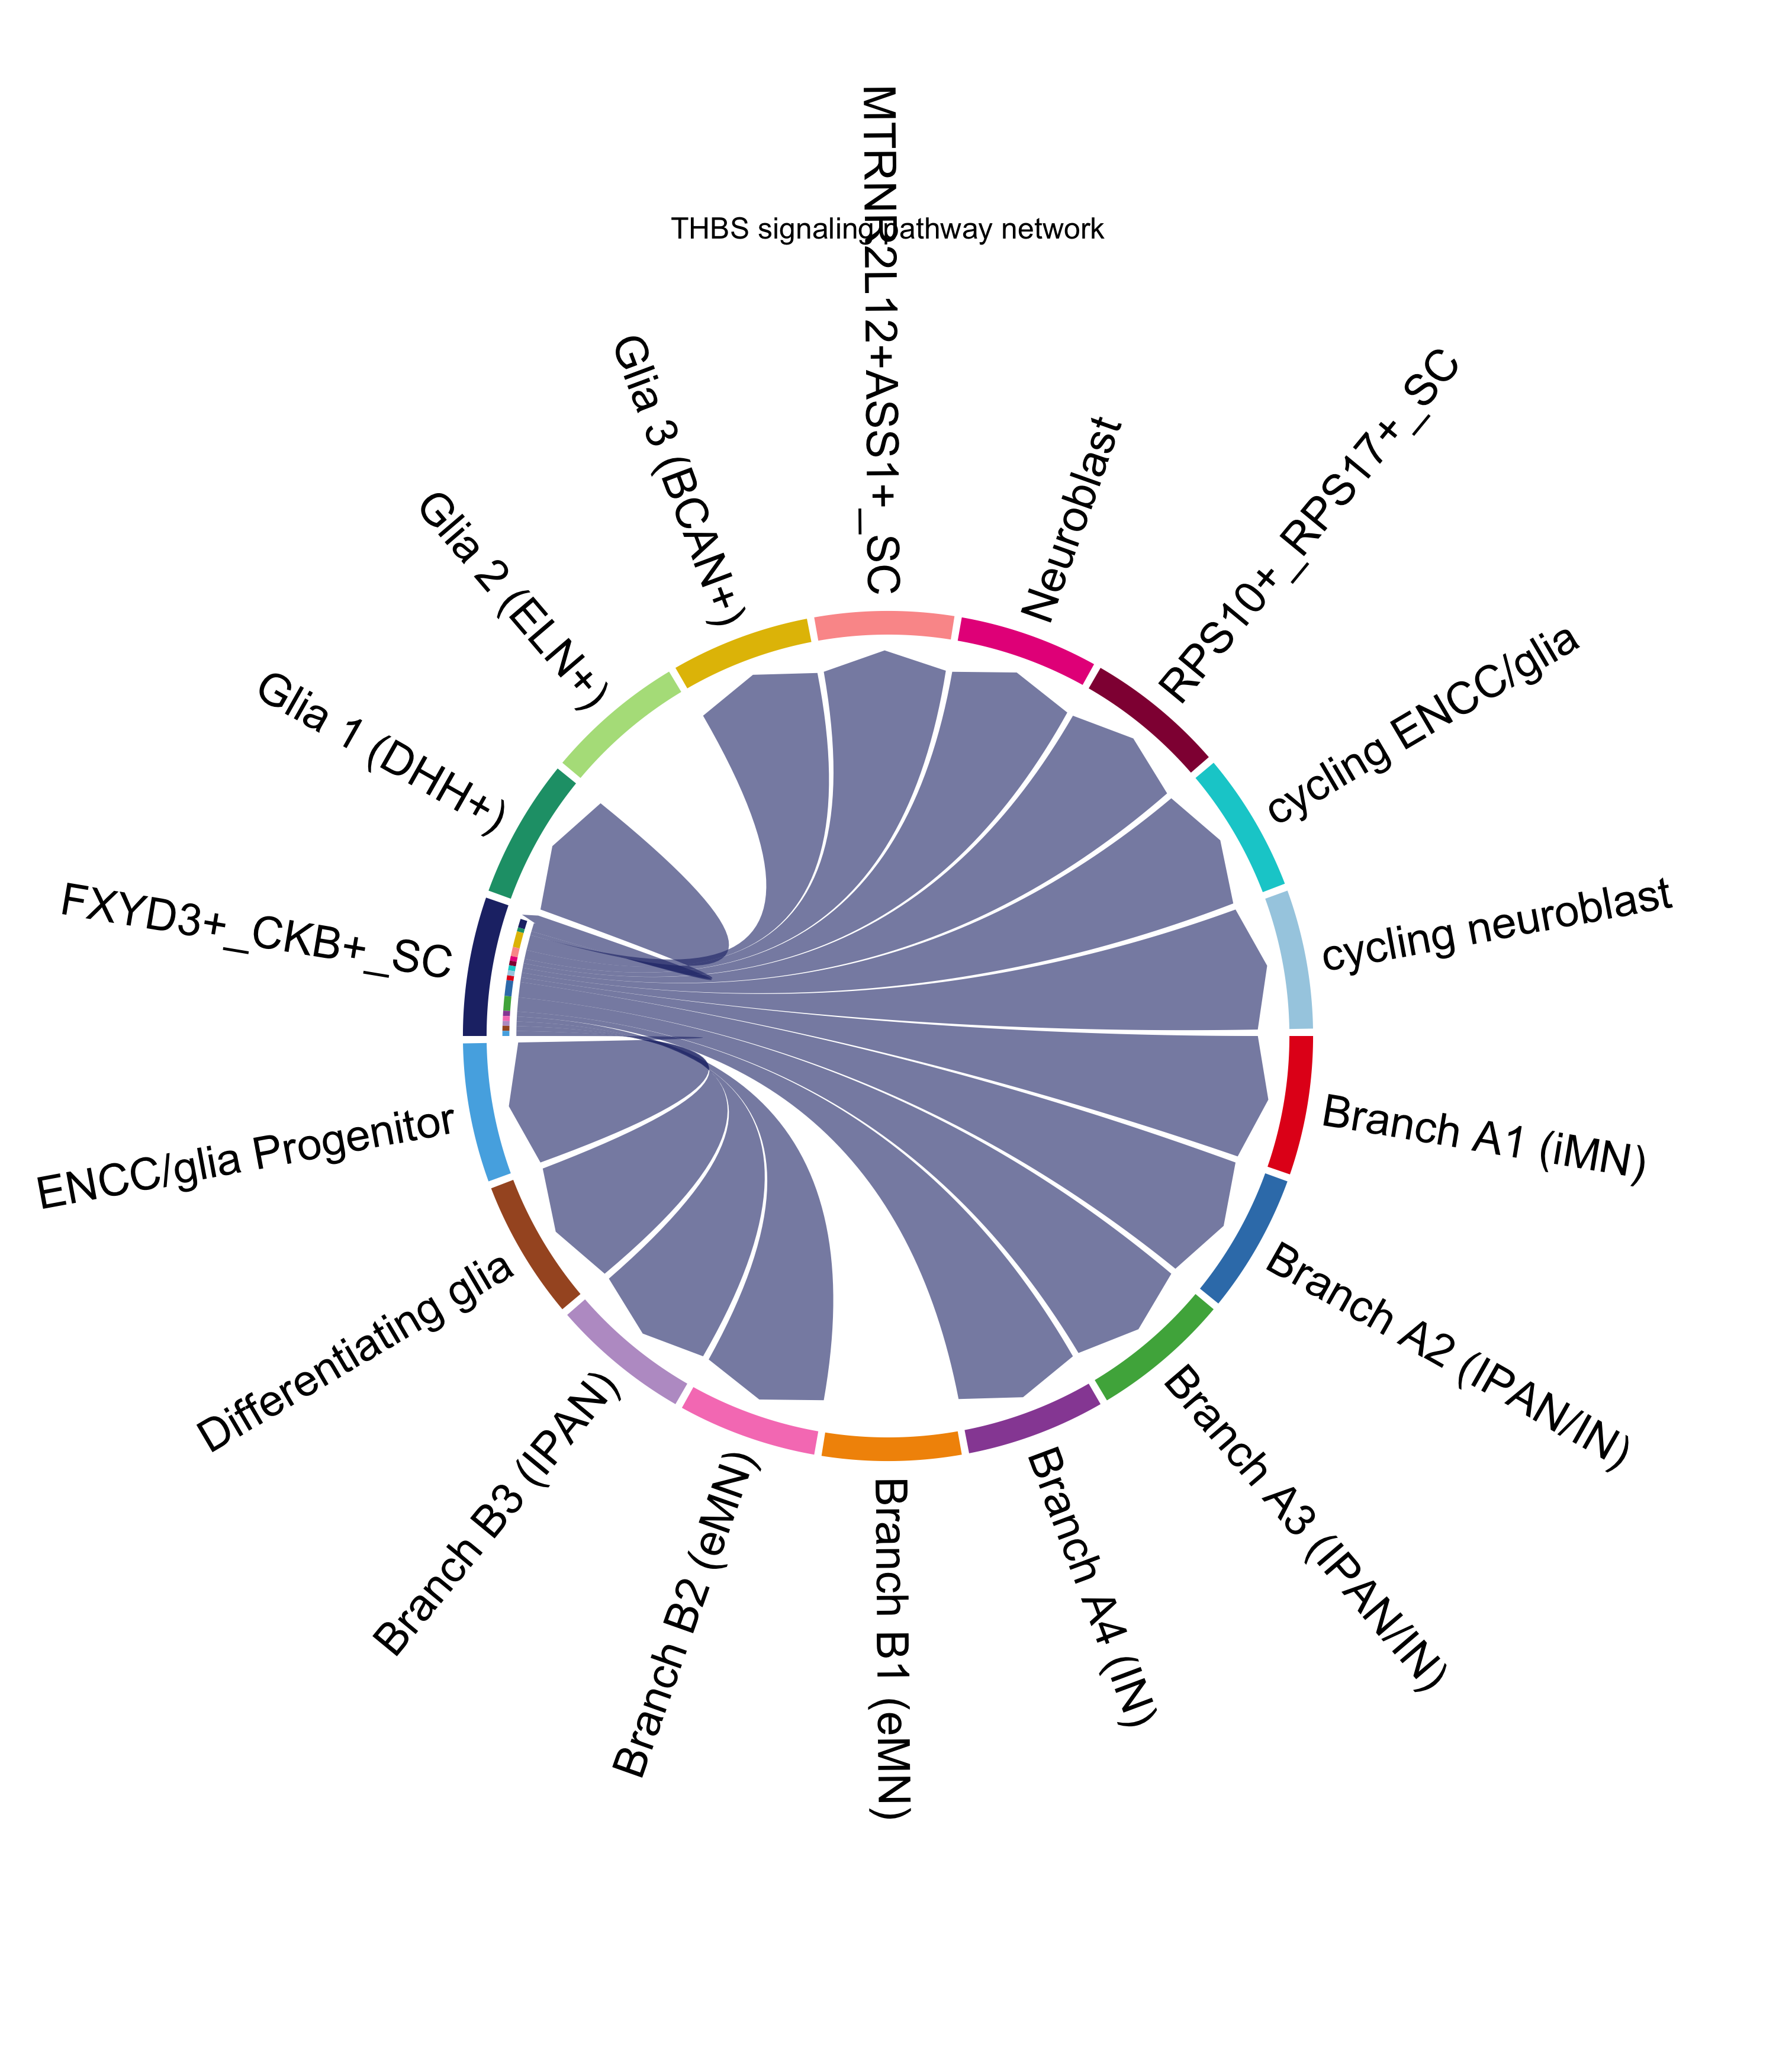 THBS signaling pathway network
MTRNR2L12+ASS1+_SC
Neuroblast
RPS10+_RPS17+_SC
cycling ENCC/glia
cycling neuroblast
Branch A1 (iMN)
Branch A2 (IPAN/IN)
Branch A3 (IPAN/IN)
Branch A4 (IN)
Branch B1 (eMN)
Branch B2 (eMN)
Branch B3 (IPAN)
Differentiating glia
ENCC/glia Progenitor
FXYD3+_CKB+_SC
Glia 1 (DHH+)
Glia 2 (ELN+)
Glia 3 (BCAN+)